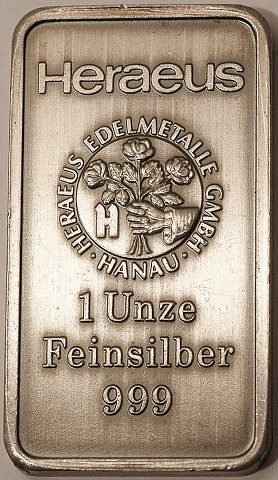 Heraeus
HERAEUS EDELMETALLE GMBH
· HANAU ·
H
1 Unze
Feinsilber
999